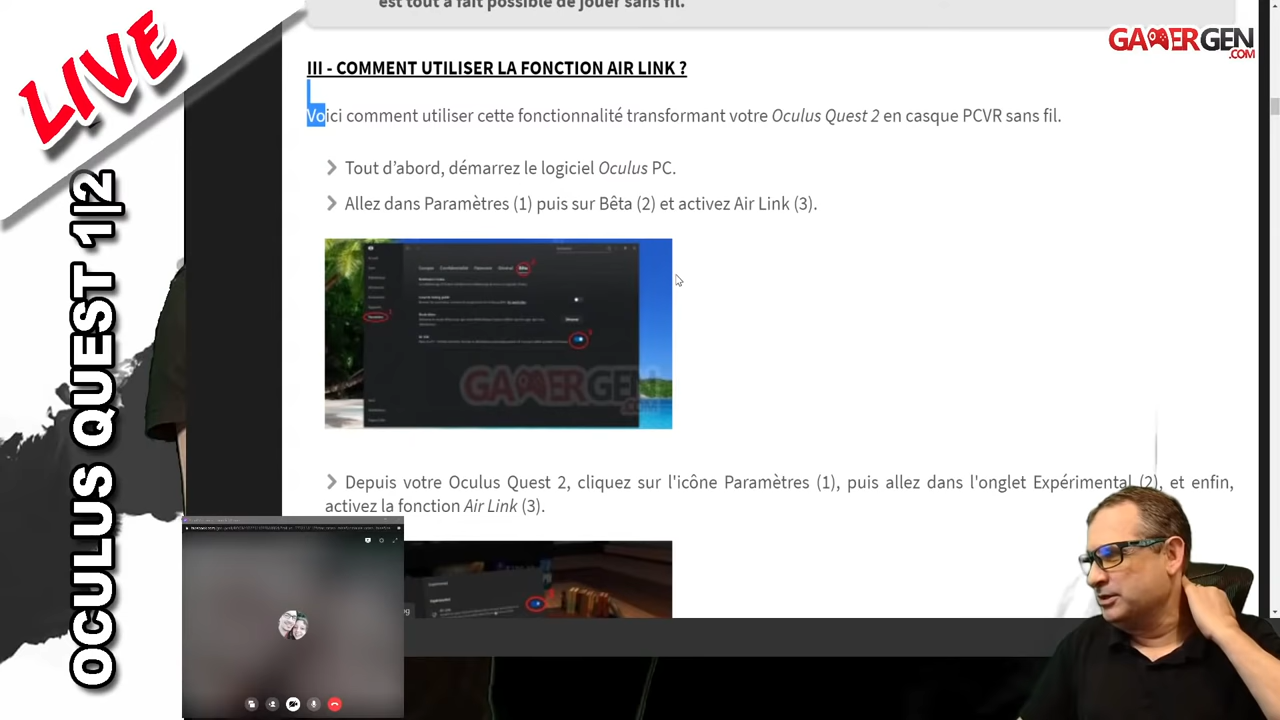 est tout à fait possible de jouer sans fil.
LIVE
GAMERGEN
.COM
III - COMMENT UTILISER LA FONCTION AIR LINK ?
Voici comment utiliser cette fonctionnalité transformant votre Oculus Quest 2 en casque PCVR sans fil.
Tout d’abord, démarrez le logiciel Oculus PC.
Allez dans Paramètres (1) puis sur Bêta (2) et activez Air Link (3).
OCULUS QUEST 1|2
GAMERGEN
.COM
Depuis votre Oculus Quest 2, cliquez sur l'icône Paramètres (1), puis allez dans l'onglet Expérimental (2), et enfin,
activez la fonction Air Link (3).